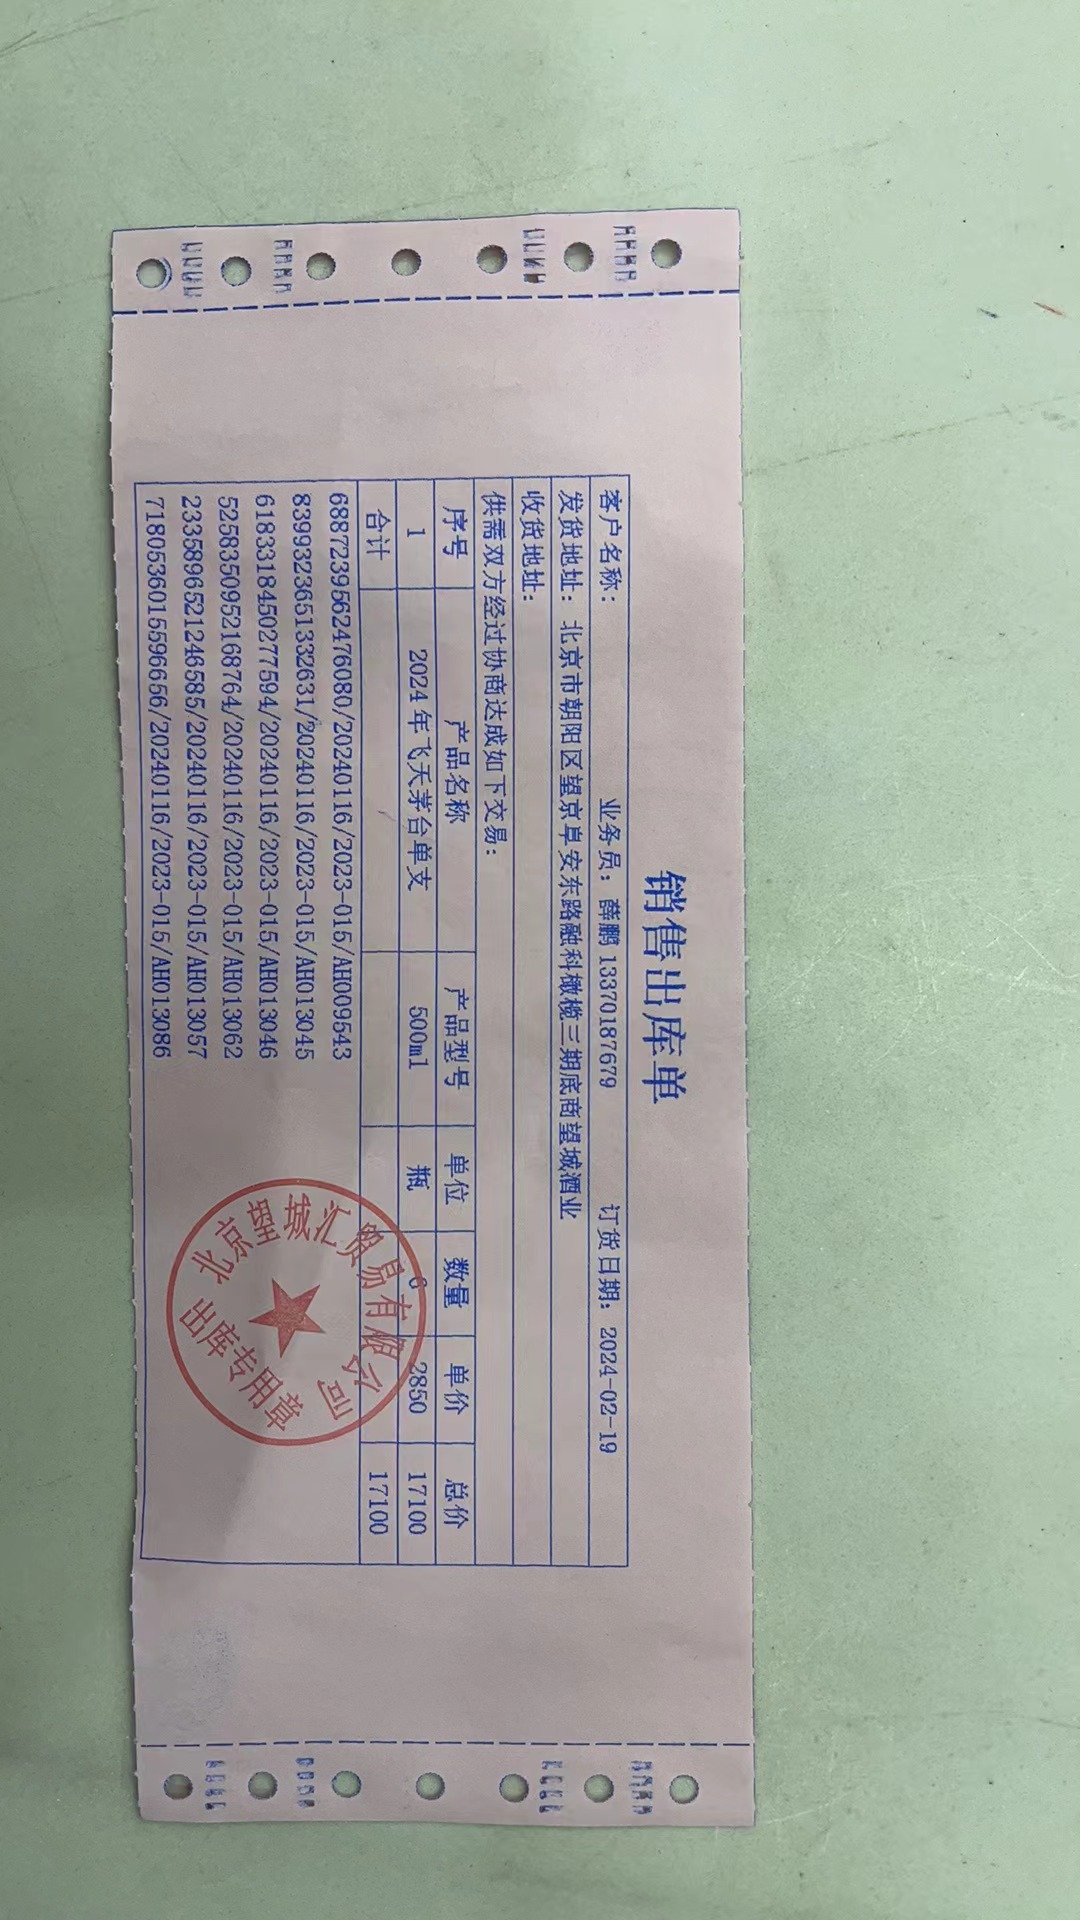 销售出库单
客户名称： 业务员：薛鹏 13370187679 订货日期：2024-02-19
发货地址：北京市朝阳区望京阜安东路融科橄榄三期底商望城酒业
收货地址：
供需双方经过协商达成如下交易：
序号 产品名称 产品型号 单位 数量 单价 总价
1 2024年飞天茅台单支 500ml 瓶 6 2850 17100
合计 17100
6887239562476080/20240116/2023-015/AH009543
8399323651332631/20240116/2023-015/AH013045
6183318450277594/20240116/2023-015/AH013046
5258350952168764/20240116/2023-015/AH013062
2335896521246585/20240116/2023-015/AH013057
7180536015596656/20240116/2023-015/AH013086
北京望城汇贸易有限公司
出库专用章